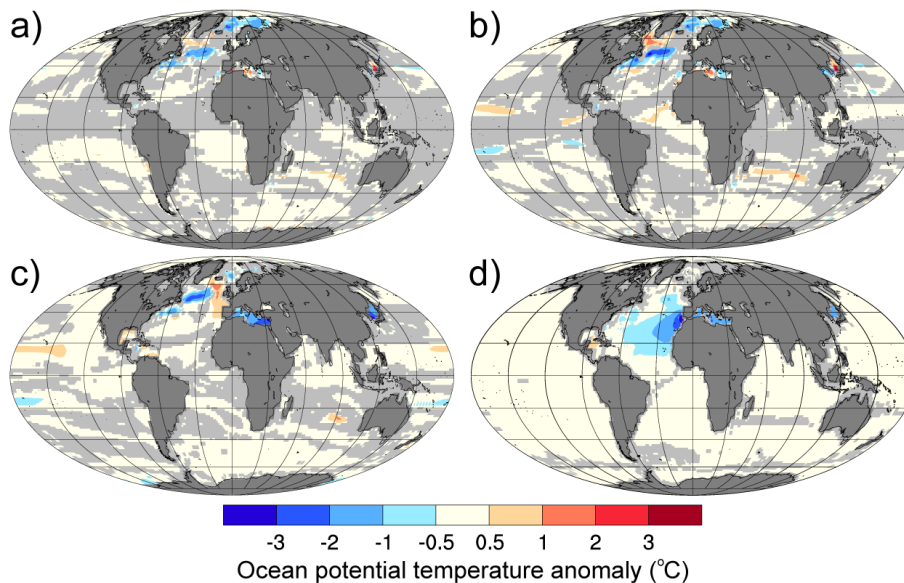 a)
b)
c)
d)
-3 -2 -1 -0.5 0.5 1 2 3
Ocean potential temperature anomaly (°C)